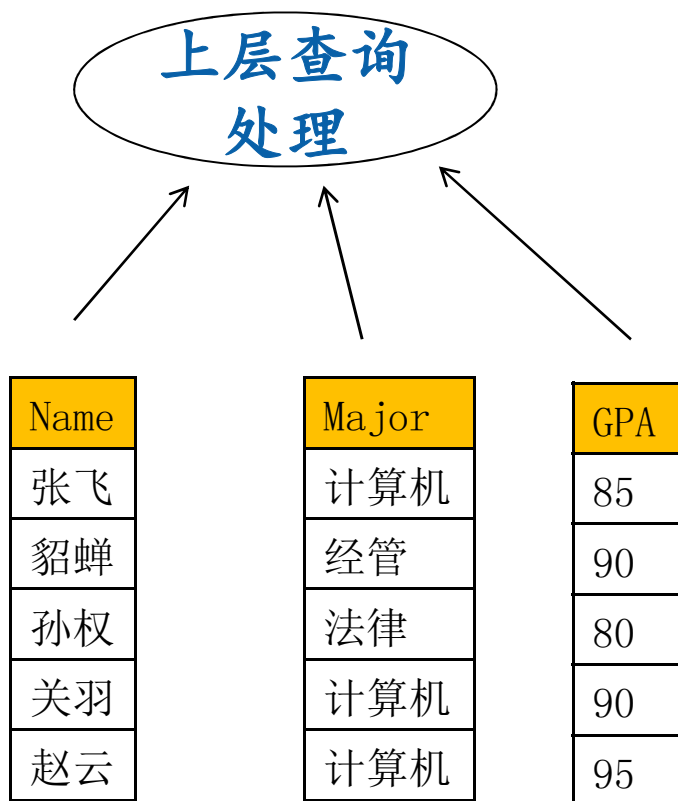 上层查询
处理
Name Major GPA
张飞 计算机 85
貂蝉 经管 90
孙权 法律 80
关羽 计算机 90
赵云 计算机 95